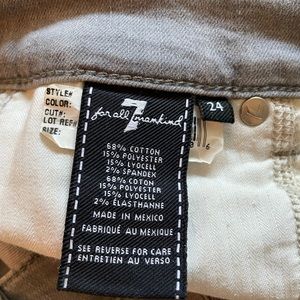 STYLE#
COLOR:
CUT#:
LOT REF#
SIZE:
7
for all mankind
24
68% COTTON
15% POLYESTER
15% LYOCELL
2% SPANDEX
68% COTON
15% POLYESTER
15% LYOCELL
2% ÉLASTHANNE
MADE IN MEXICO
FABRIQUÉ AU MEXIQUE
SEE REVERSE FOR CARE
ENTRETIEN AU VERSO